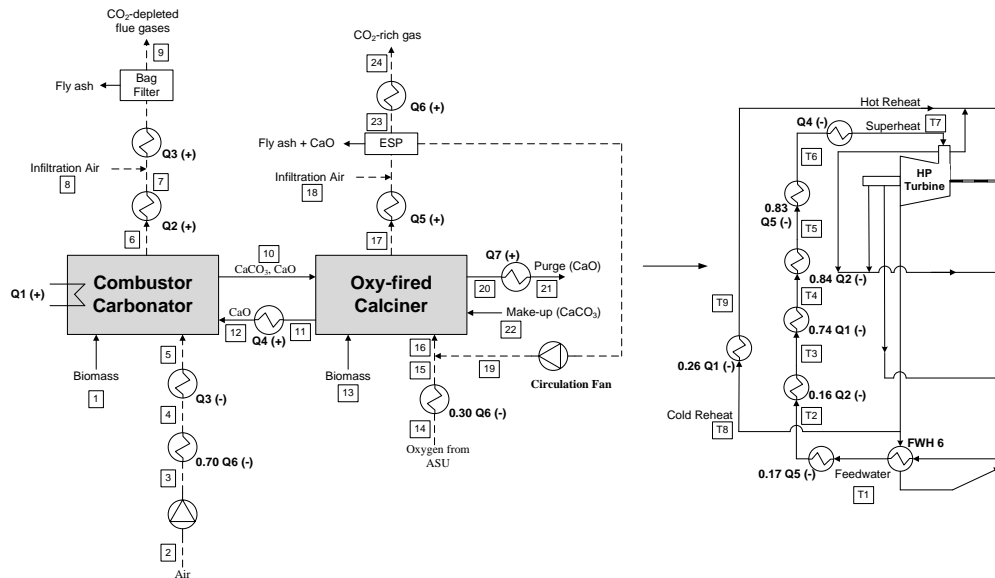 CO₂-depleted
flue gases
9
Fly ash
Bag
Filter
Q3 (+)
Infiltration Air
8
7
Q2 (+)
6
Combustor
Carbonator
Q1 (+)
Biomass
1
5
Q3 (-)
4
0.70 Q6 (-)
3
2
Air
10
CaCO₃, CaO
CaO
12
11
Q4 (+)
CO₂-rich gas
24
Q6 (+)
23
Fly ash + CaO
ESP
Infiltration Air
18
Q5 (+)
17
Oxy-fired
Calciner
Q7 (+)
Purge (CaO)
20
21
Make-up (CaCO₃)
22
Biomass
13
16
15
19
Circulation Fan
0.30 Q6 (-)
14
Oxygen from
ASU
Hot Reheat
Q4 (-)
Superheat
T7
T6
HP
Turbine
0.83
Q5 (-)
T5
0.84 Q2 (-)
T4
T9
0.74 Q1 (-)
T3
0.26 Q1 (-)
0.16 Q2 (-)
Cold Reheat
T8
T2
FWH 6
0.17 Q5 (-)
Feedwater
T1